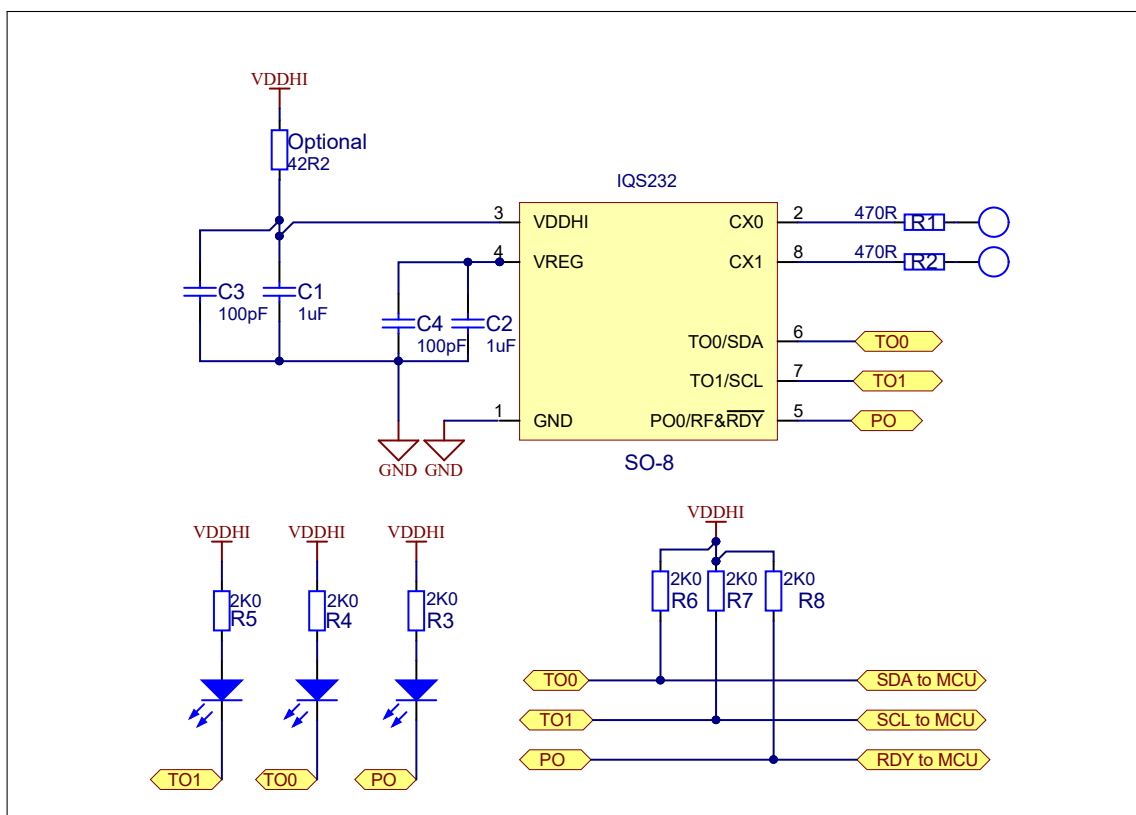 VDDHI
Optional
42R2
IQS232
3 VDDHI
CX0 2 470R R1
4 VREG
CX1 8 470R R2
C3
100pF
C1
1uF
C4
100pF
C2
1uF
TO0/SDA 6 TO0
TO1/SCL 7 TO1
1 GND
PO0/RF&RDY 5 PO
GND GND
SO-8
VDDHI VDDHI VDDHI
2K0 2K0 2K0
R5 R4 R3
TO1 TO0 PO
VDDHI
2K0 2K0 2K0
R6 R7 R8
TO0 SDA to MCU
TO1 SCL to MCU
PO RDY to MCU